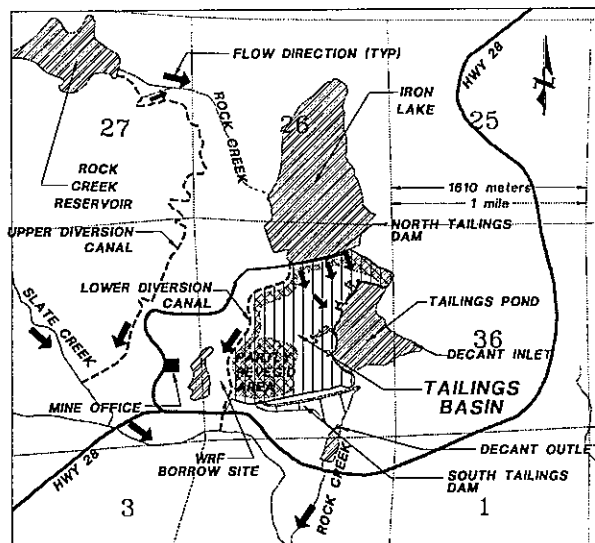 FLOW DIRECTION (TYP)
HWY 28
IRON
LAKE
27
26
25
ROCK CREEK
ROCK
CREEK
RESERVOIR
1610 meters
1 mile
NORTH TAILINGS
DAM
UPPER DIVERSION
CANAL
LOWER DIVERSION
CANAL
SLATE CREEK
TAILINGS POND
36
DECANT INLET
AREA
TAILINGS
BASIN
MINE OFFICE
WRF
BORROW SITE
DECANT OUTLET
SOUTH TAILINGS
DAM
HWY 28
3
ROCK CREEK
1